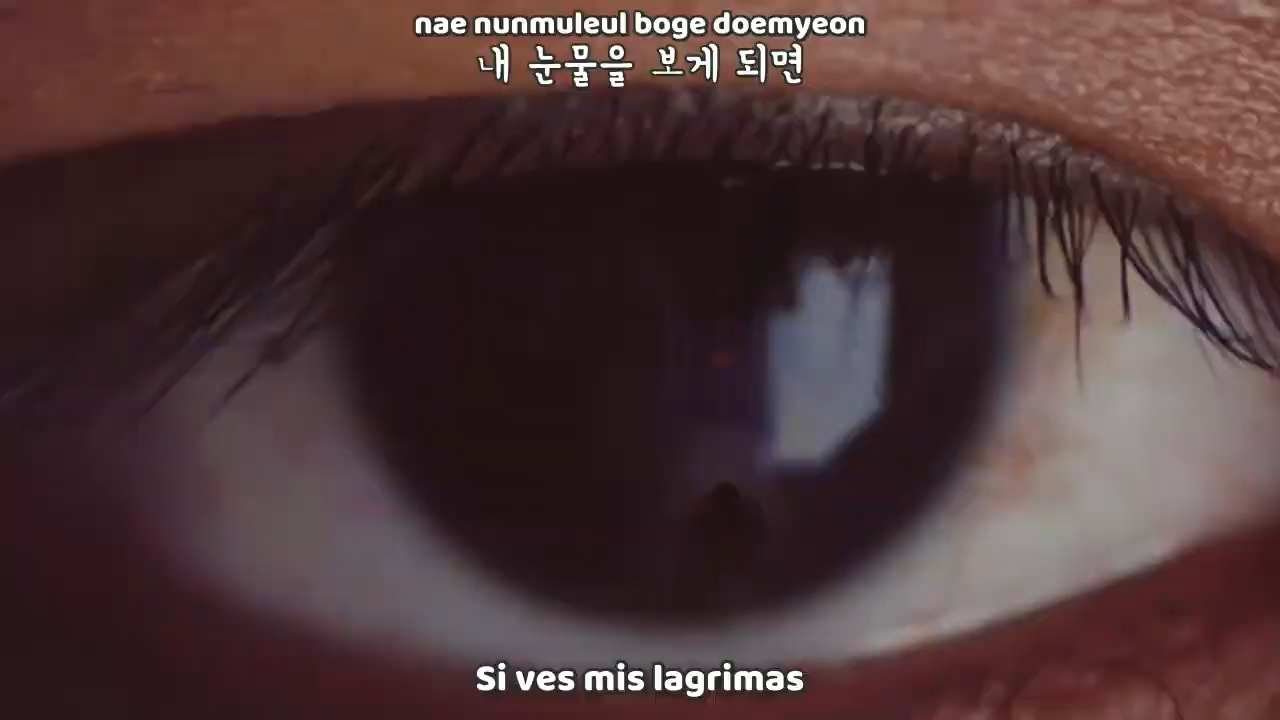 nae nunmuleul boge doemyeon
내 눈물을 보게 되면
Si ves mis lagrimas